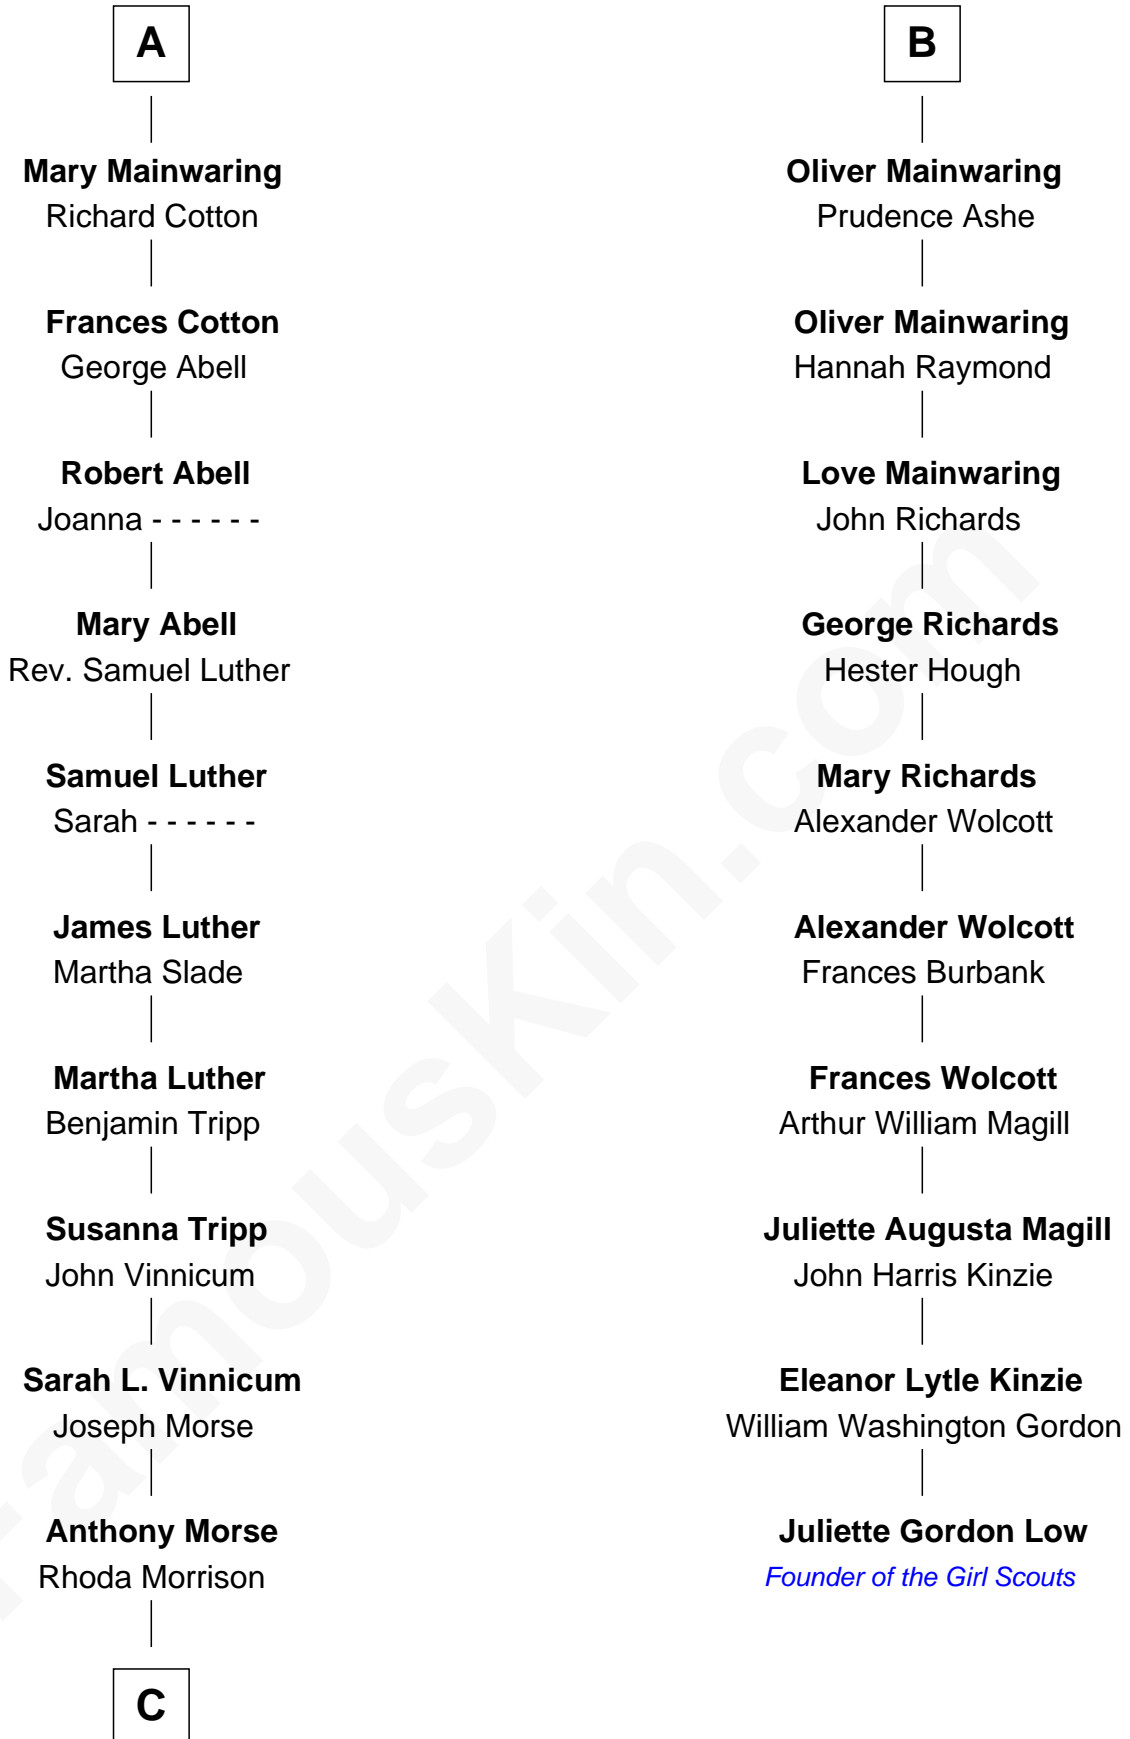 A
Mary Mainwaring
Richard Cotton
Frances Cotton
George Abell
Robert Abell
Joanna - - - - - -
Mary Abell
Rev. Samuel Luther
Samuel Luther
Sarah - - - - - -
James Luther
Martha Slade
Martha Luther
Benjamin Tripp
Susanna Tripp
John Vinnicum
Sarah L. Vinnicum
Joseph Morse
Anthony Morse
Rhoda Morrison
C
B
Oliver Mainwaring
Prudence Ashe
Oliver Mainwaring
Hannah Raymond
Love Mainwaring
John Richards
George Richards
Hester Hough
Mary Richards
Alexander Wolcott
Alexander Wolcott
Frances Burbank
Frances Wolcott
Arthur William Magill
Juliette Augusta Magill
John Harris Kinzie
Eleanor Lytle Kinzie
William Washington Gordon
Juliette Gordon Low
Founder of the Girl Scouts
FamousKin.com